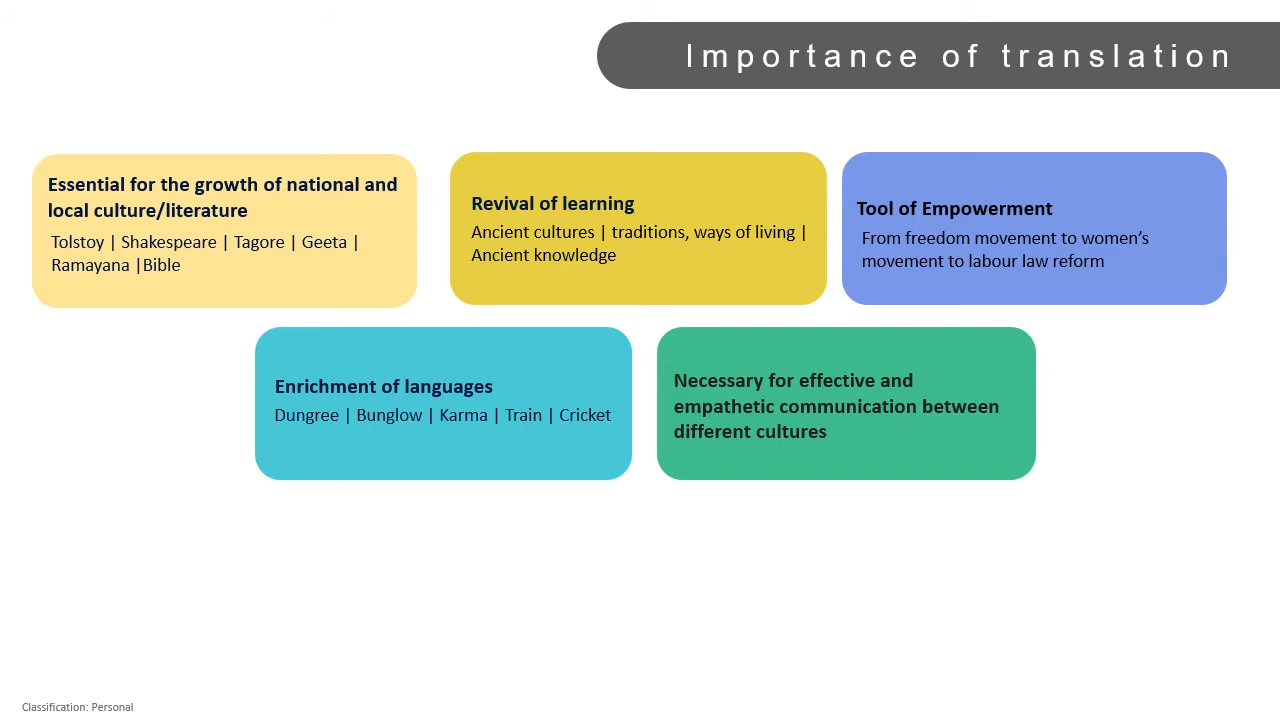 Importance of translation
Essential for the growth of national and
local culture/literature
Tolstoy | Shakespeare | Tagore | Geeta |
Ramayana |Bible
Revival of learning
Ancient cultures | traditions, ways of living |
Ancient knowledge
Tool of Empowerment
From freedom movement to women’s
movement to labour law reform
Enrichment of languages
Dungree | Bunglow | Karma | Train | Cricket
Necessary for effective and
empathetic communication between
different cultures
Classification: Personal